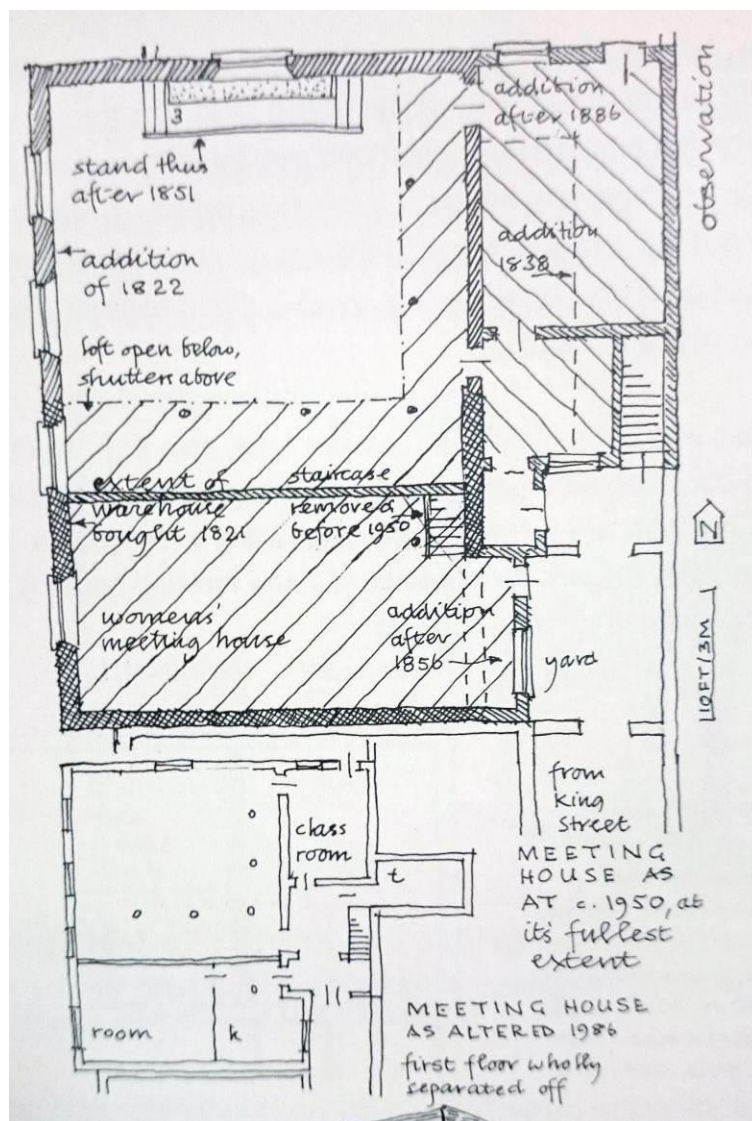 addition
after 1886
3
observation
stand thus
after 1851
addition
1838
addition
of 1822
loft open below,
shutters above
extent of
warehouse
bought 1821
staircase
removed
before 1950
N
women's
meeting house
addition
after
1856
yard
10FT/3M
from
King
Street
class
room
t
MEETING
HOUSE AS
AT c. 1950, at
it's fullest
extent
MEETING HOUSE
AS ALTERED 1986
room
k
first floor wholly
separated off